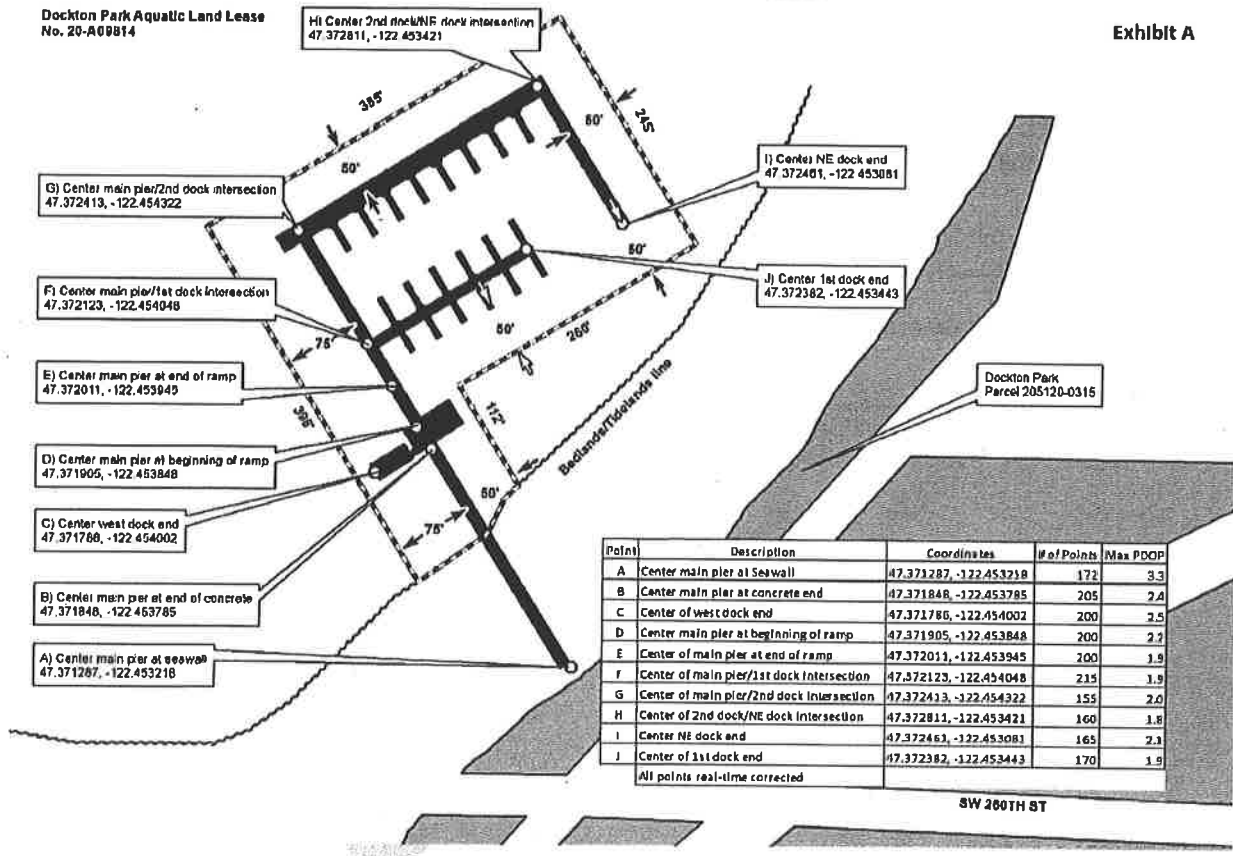 Dockton Park Aquatic Land Lease
No. 20-A09814
Exhibit A
H) Center 2nd dock/NE dock intersection
47.372811, -122.453421
385'
245'
50'
50'
I) Center NE dock end
47.372461, -122.453081
G) Center main pier/2nd dock intersection
47.372413, -122.454322
50'
J) Center 1st dock end
47.372382, -122.453443
F) Center main pier/1st dock intersection
47.372123, -122.454048
75'
50'
260'
E) Center main pier at end of ramp
47.372011, -122.453945
Dockton Park
Parcel 205120-0315
112'
Bedlands/Tidelands line
D) Center main pier at beginning of ramp
47.371905, -122.453848
50'
C) Center west dock end
47.371786, -122.454002
75'
B) Center main pier at end of concrete
47.371848, -122.453785
A) Center main pier at seawall
47.371287, -122.453218
Point Description Coordinates # of Points Max PDOP
A Center main pier at Seawall 47.371287, -122.453218 172 3.3
B Center main pier at concrete end 47.371848, -122.453785 205 2.4
C Center of west dock end 47.371786, -122.454002 200 2.5
D Center main pier at beginning of ramp 47.371905, -122.453848 200 2.2
E Center of main pier at end of ramp 47.372011, -122.453945 200 1.9
F Center of main pier/1st dock intersection 47.372123, -122.454048 215 1.9
G Center of main pier/2nd dock intersection 47.372413, -122.454322 155 2.0
H Center of 2nd dock/NE dock intersection 47.372811, -122.453421 160 1.8
I Center NE dock end 47.372461, -122.453081 165 2.1
J Center of 1st dock end 47.372382, -122.453443 170 1.9
All points real-time corrected
SW 260TH ST